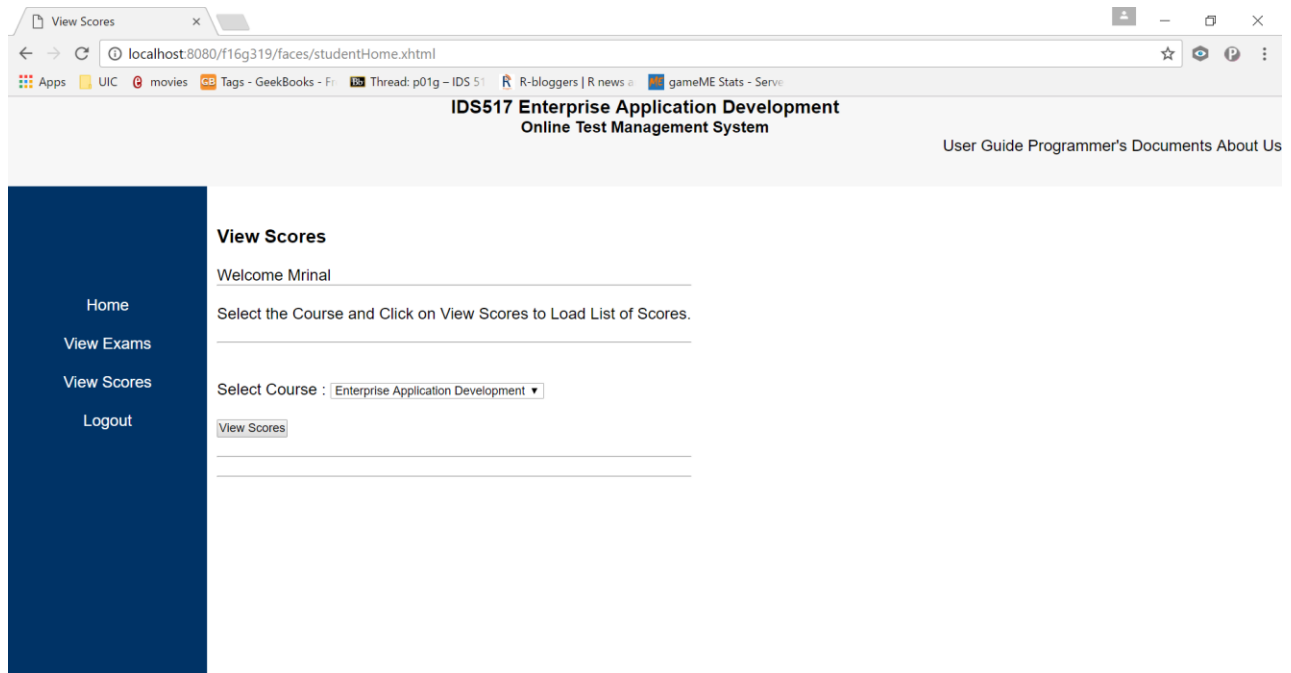 View Scores
localhost:8080/f16g319/faces/studentHome.xhtml
Apps UIC movies Tags - GeekBooks - Fr Thread: p01g – IDS 51 R-bloggers | R news a gameME Stats - Serve
IDS517 Enterprise Application Development
Online Test Management System
User Guide Programmer's Documents About Us
Home
View Exams
View Scores
Logout
View Scores
Welcome Mrinal
Select the Course and Click on View Scores to Load List of Scores.
Select Course : Enterprise Application Development
View Scores